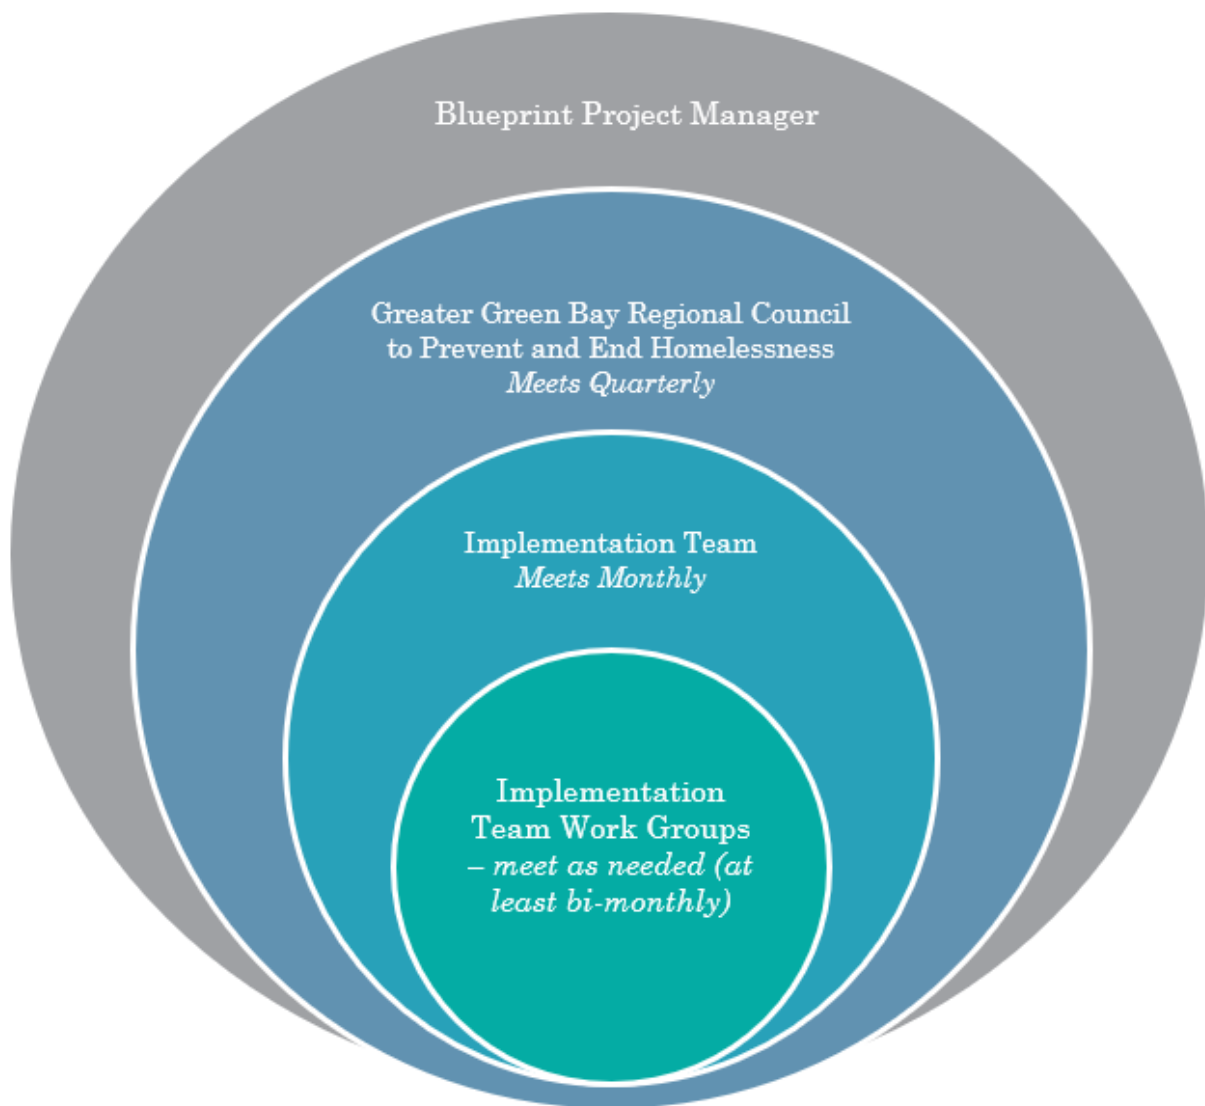 Blueprint Project Manager
Greater Green Bay Regional Council
to Prevent and End Homelessness
Meets Quarterly
Implementation Team
Meets Monthly
Implementation
Team Work Groups
– meet as needed (at
least bi-monthly)